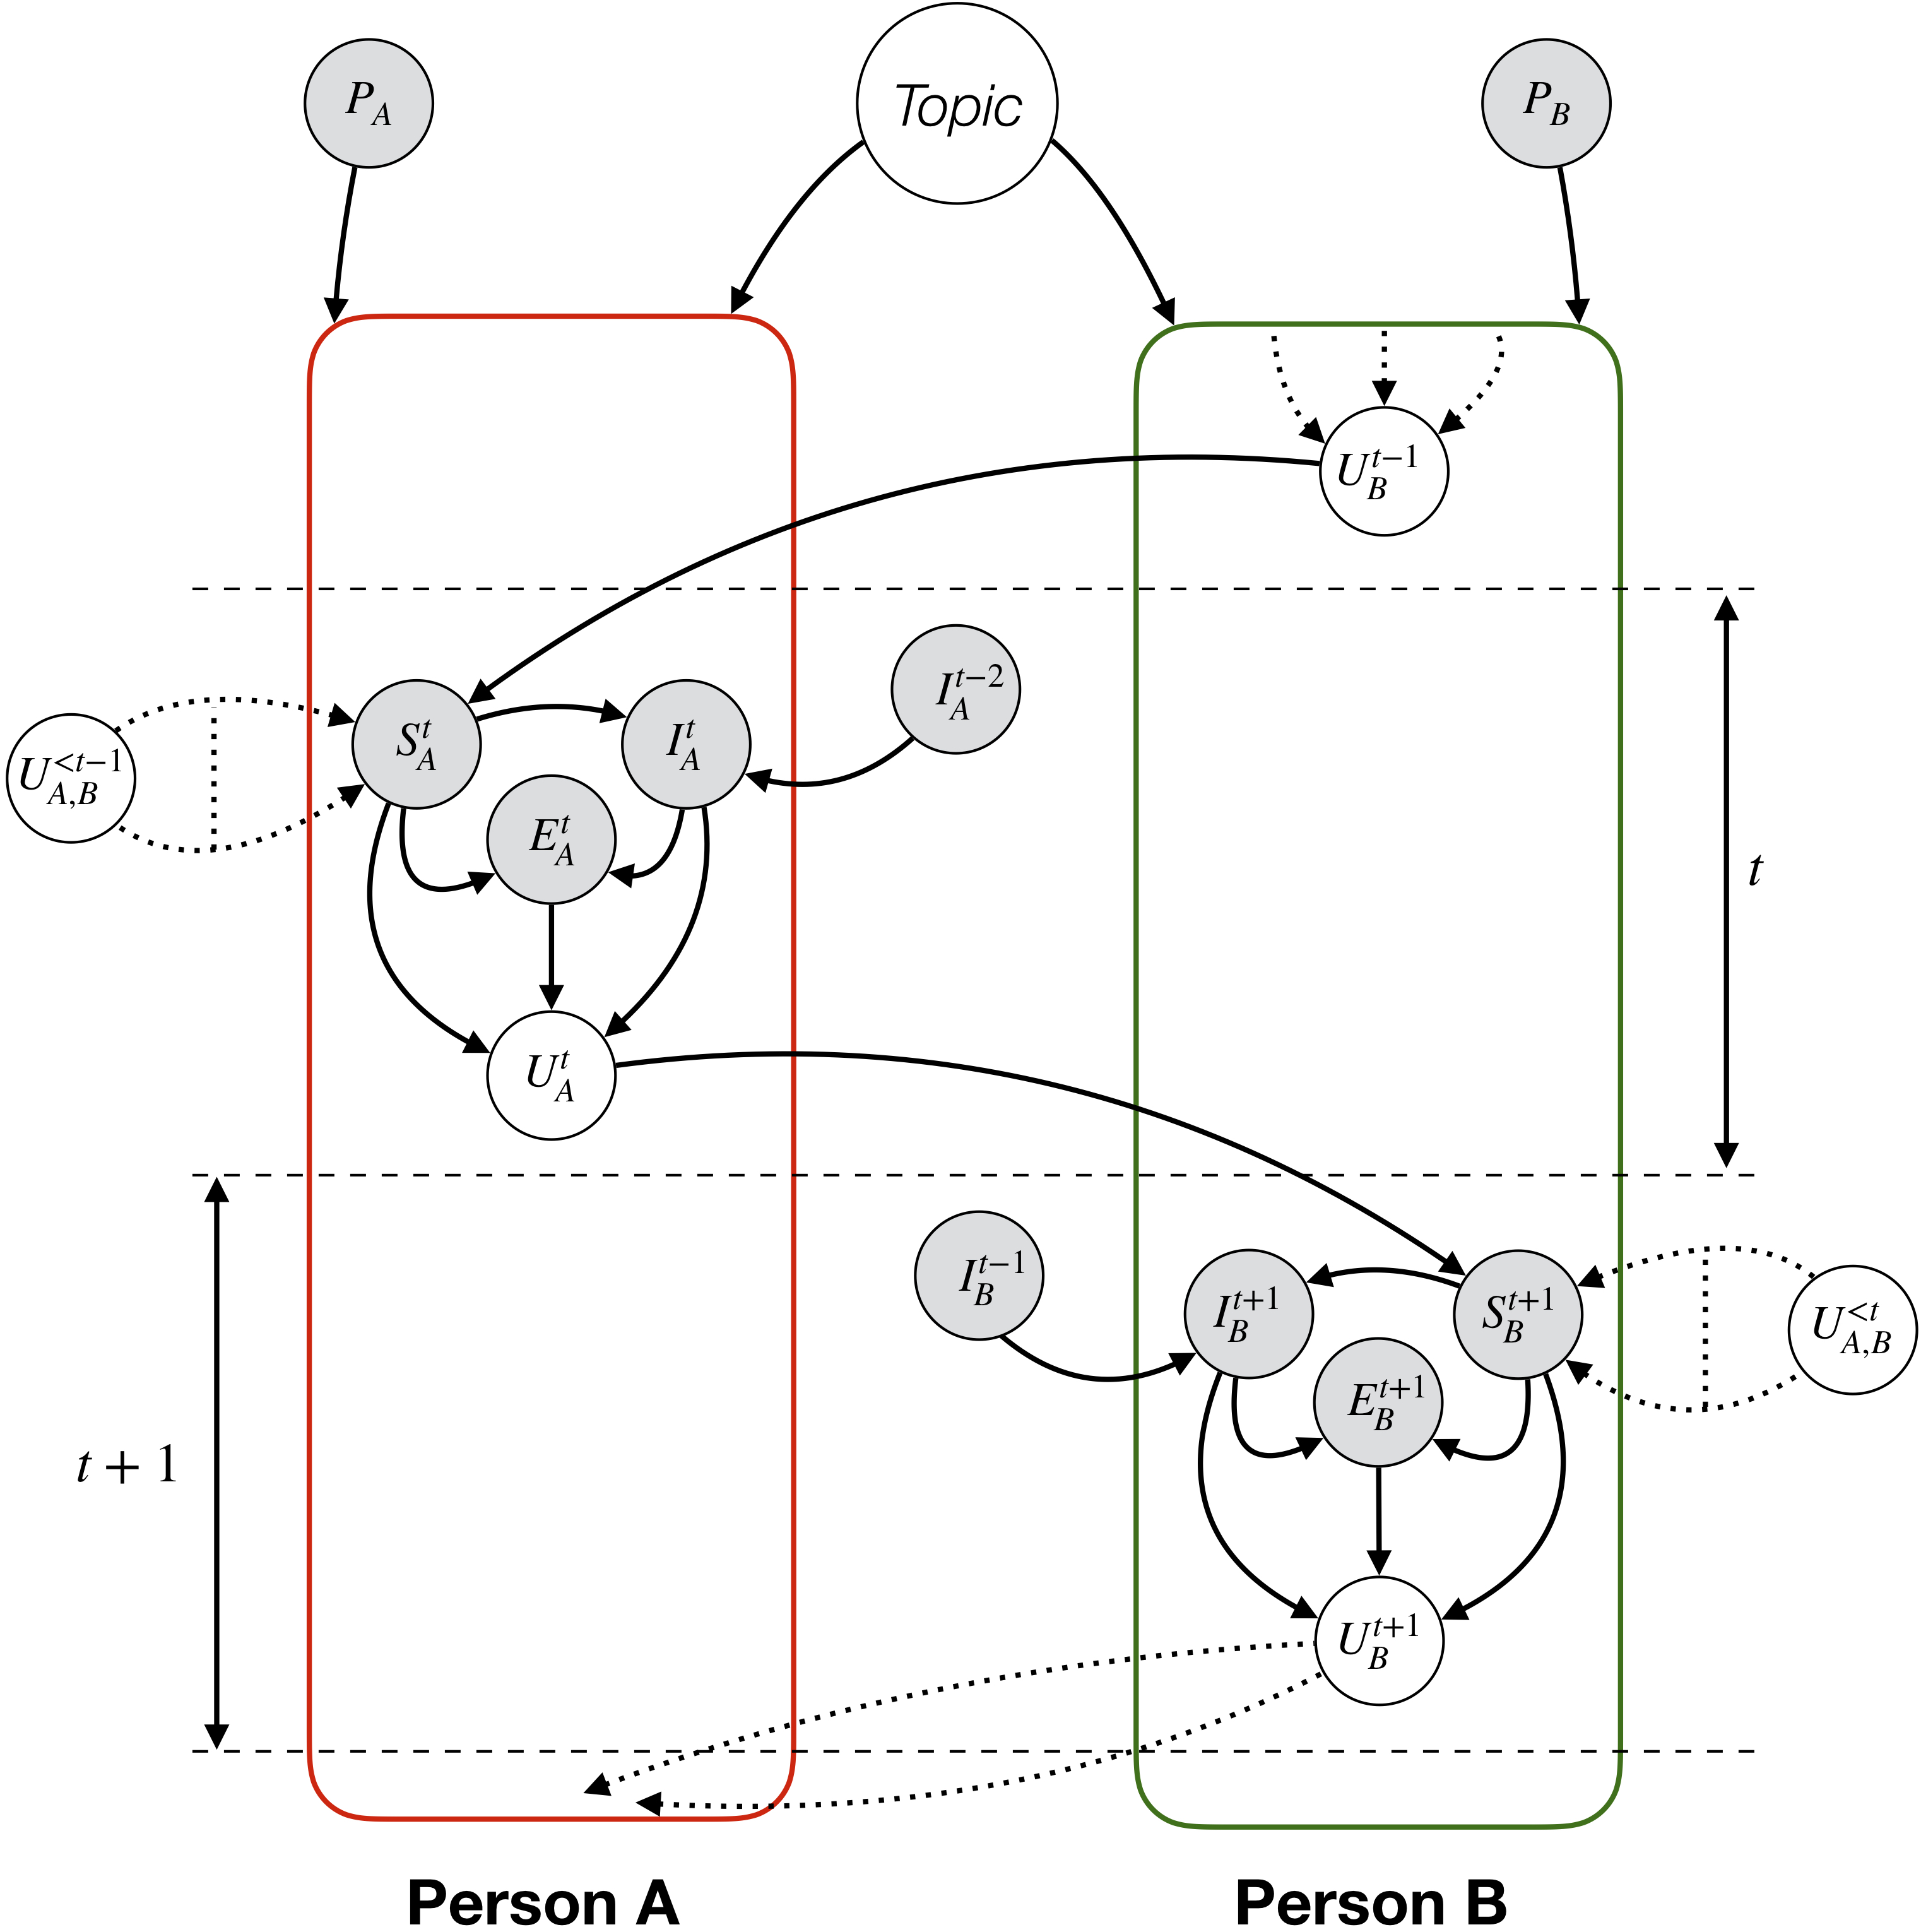 P_A
Topic
P_B
U_B^{t−1}
I_A^{t−2}
S_A^t
I_A^t
U_{A,B}^{<t−1}
E_A^t
t
U_A^t
I_B^{t−1}
I_B^{t+1}
S_B^{t+1}
U_{A,B}^{<t}
E_B^{t+1}
t + 1
U_B^{t+1}
Person A
Person B